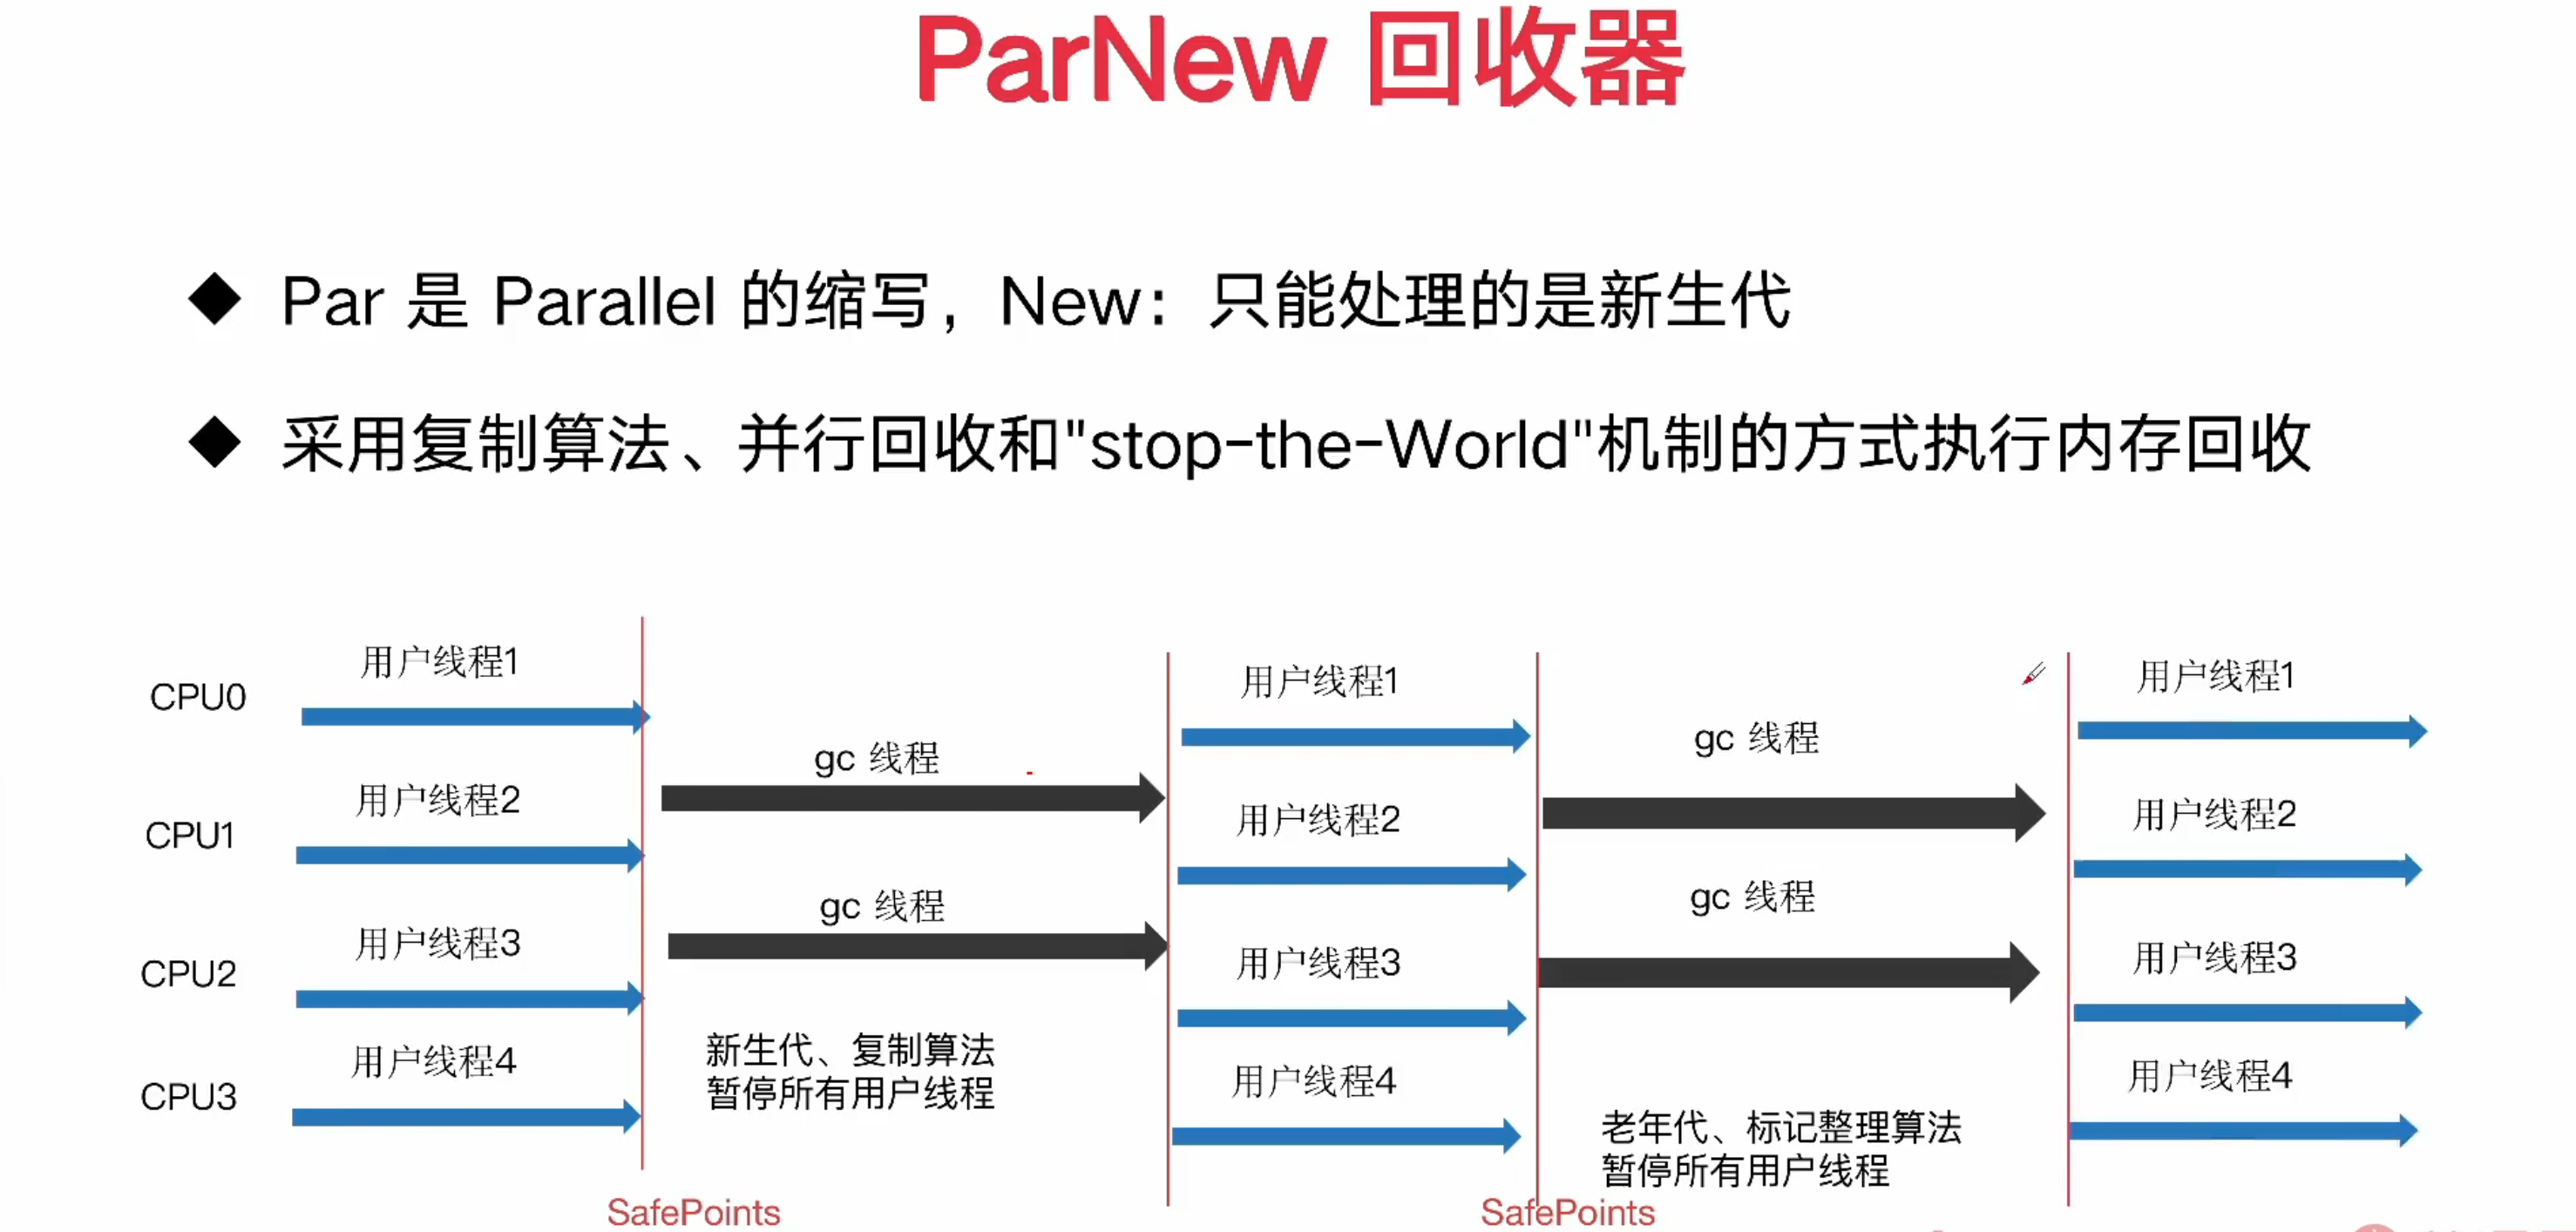 ParNew 回收器
Par 是 Parallel 的缩写，New：只能处理的是新生代
采用复制算法、并行回收和"stop-the-World"机制的方式执行内存回收
CPU0
用户线程1
CPU1
用户线程2
CPU2
用户线程3
CPU3
用户线程4
gc 线程
gc 线程
新生代、复制算法
暂停所有用户线程
SafePoints
用户线程1
用户线程2
用户线程3
用户线程4
gc 线程
gc 线程
老年代、标记整理算法
暂停所有用户线程
SafePoints
用户线程1
用户线程2
用户线程3
用户线程4